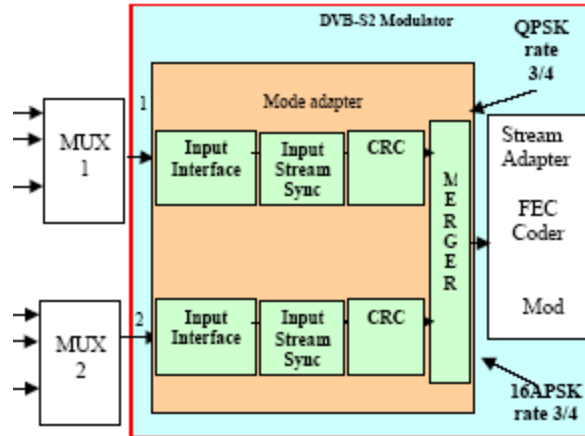 DVB-S2 Modulator
QPSK
rate
3/4
1
Mode adapter
MUX
1
Input
Interface
Input
Stream
Sync
CRC
MERGER
Stream
Adapter
FEC
Coder
Mod
2
MUX
2
Input
Interface
Input
Stream
Sync
CRC
16APSK
rate 3/4